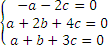 −a − 2c = 0
a + 2b + 4c = 0
a + b + 3c = 0